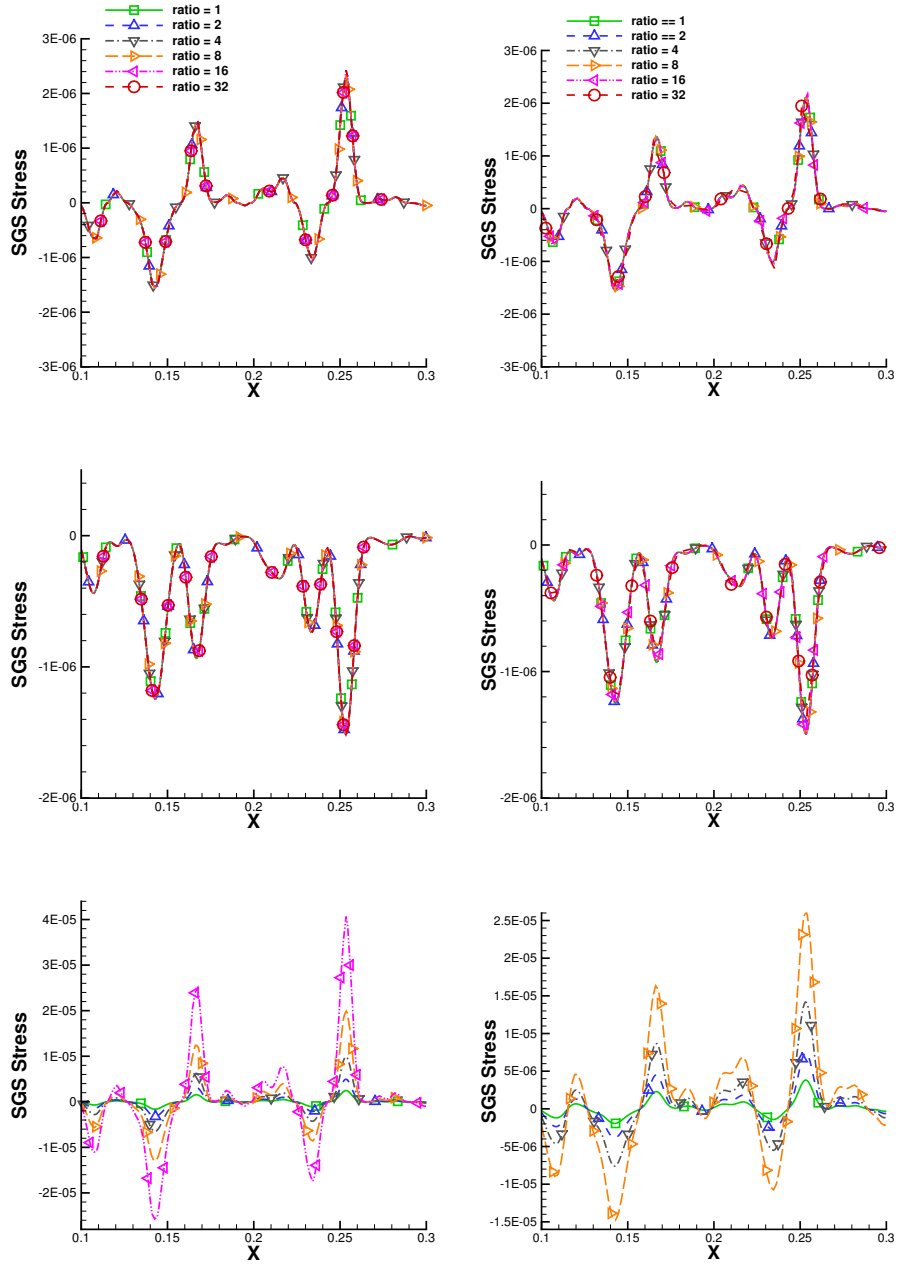 ratio = 1
ratio = 2
ratio = 4
ratio = 8
ratio = 16
ratio = 32
3E-06
2E-06
1E-06
0
-1E-06
-2E-06
-3E-06
SGS Stress
0.1
0.15
0.2
0.25
0.3
X
ratio == 1
ratio == 2
ratio = 4
ratio = 8
ratio = 16
ratio = 32
3E-06
2E-06
1E-06
0
-1E-06
-2E-06
-3E-06
SGS Stress
0.1
0.15
0.2
0.25
0.3
X
0
-1E-06
-2E-06
SGS Stress
0.1
0.15
0.2
0.25
0.3
X
0
-1E-06
-2E-06
SGS Stress
0.1
0.15
0.2
0.25
0.3
X
4E-05
3E-05
2E-05
1E-05
0
-1E-05
-2E-05
SGS Stress
0.1
0.15
0.2
0.25
0.3
X
2.5E-05
2E-05
1.5E-05
1E-05
5E-06
0
-5E-06
-1E-05
-1.5E-05
SGS Stress
0.1
0.15
0.2
0.25
0.3
X